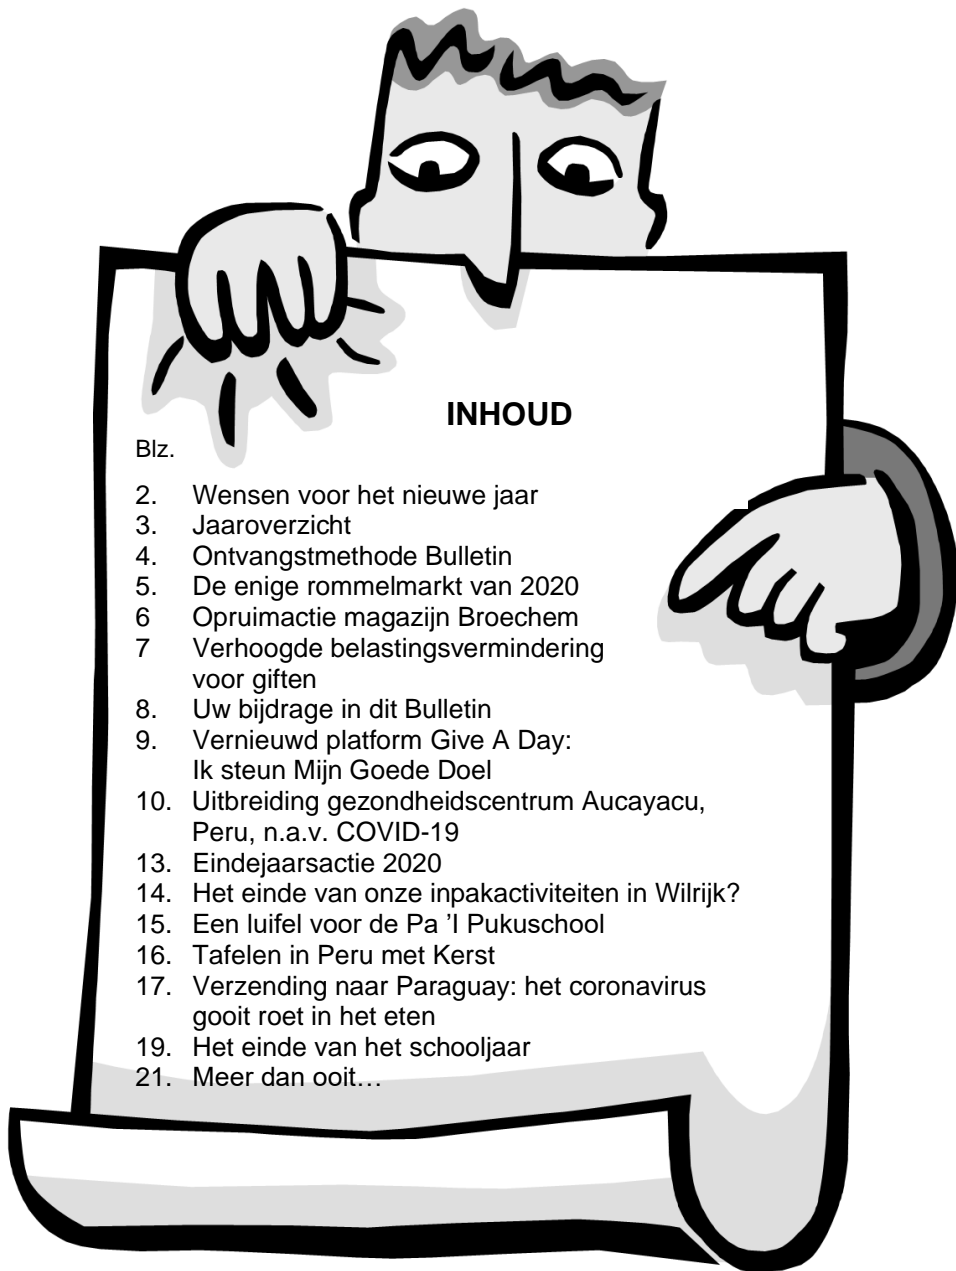 INHOUD
Blz.
2. Wensen voor het nieuwe jaar
3. Jaaroverzicht
4. Ontvangstmethode Bulletin
5. De enige rommelmarkt van 2020
6 Opruimactie magazijn Broechem
7 Verhoogde belastingsvermindering
voor giften
8. Uw bijdrage in dit Bulletin
9. Vernieuwd platform Give A Day:
Ik steun Mijn Goede Doel
10. Uitbreiding gezondheidscentrum Aucayacu,
Peru, n.a.v. COVID-19
13. Eindejaarsactie 2020
14. Het einde van onze inpakactiviteiten in Wilrijk?
15. Een luifel voor de Pa ’I Pukuschool
16. Tafelen in Peru met Kerst
17. Verzending naar Paraguay: het coronavirus
gooit roet in het eten
19. Het einde van het schooljaar
21. Meer dan ooit…